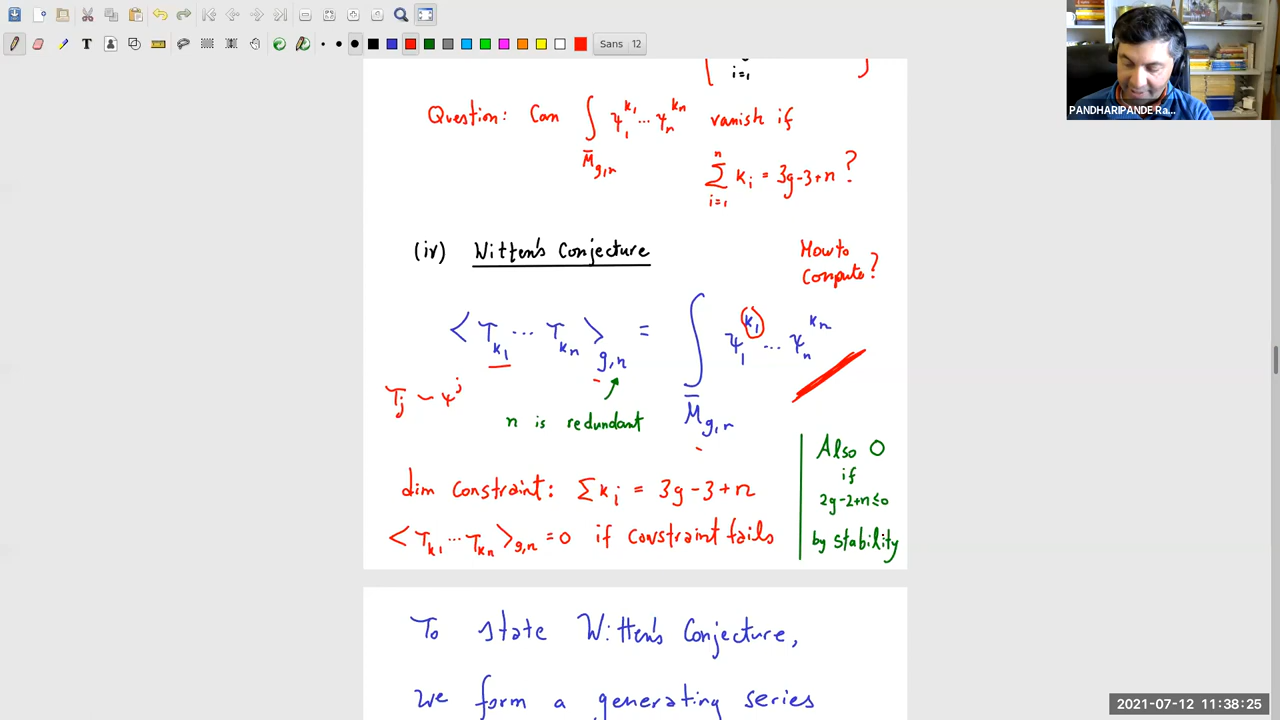 Sans 12
PANDHARIPANDE Ra...
i=1
Question: Can ∫ M̄g,n ψ1^k1 ... ψn^kn vanish if
n ∑ i=1 ki = 3g-3+n ?
(iv) Witten's Conjecture
How to
Compute?
< τk1 ... τkn >g,n = ∫ M̄g,n ψ1^k1 ... ψn^kn
τj ~ ψ^j
n is redundant
dim constraint: ∑ki = 3g-3+n
< τk1 ... τkn >g,n = 0 if constraint fails
Also 0
if
2g-2+n≤0
by stability
To state Witten's Conjecture,
we form a generating series
2021-07-12 11:38:25